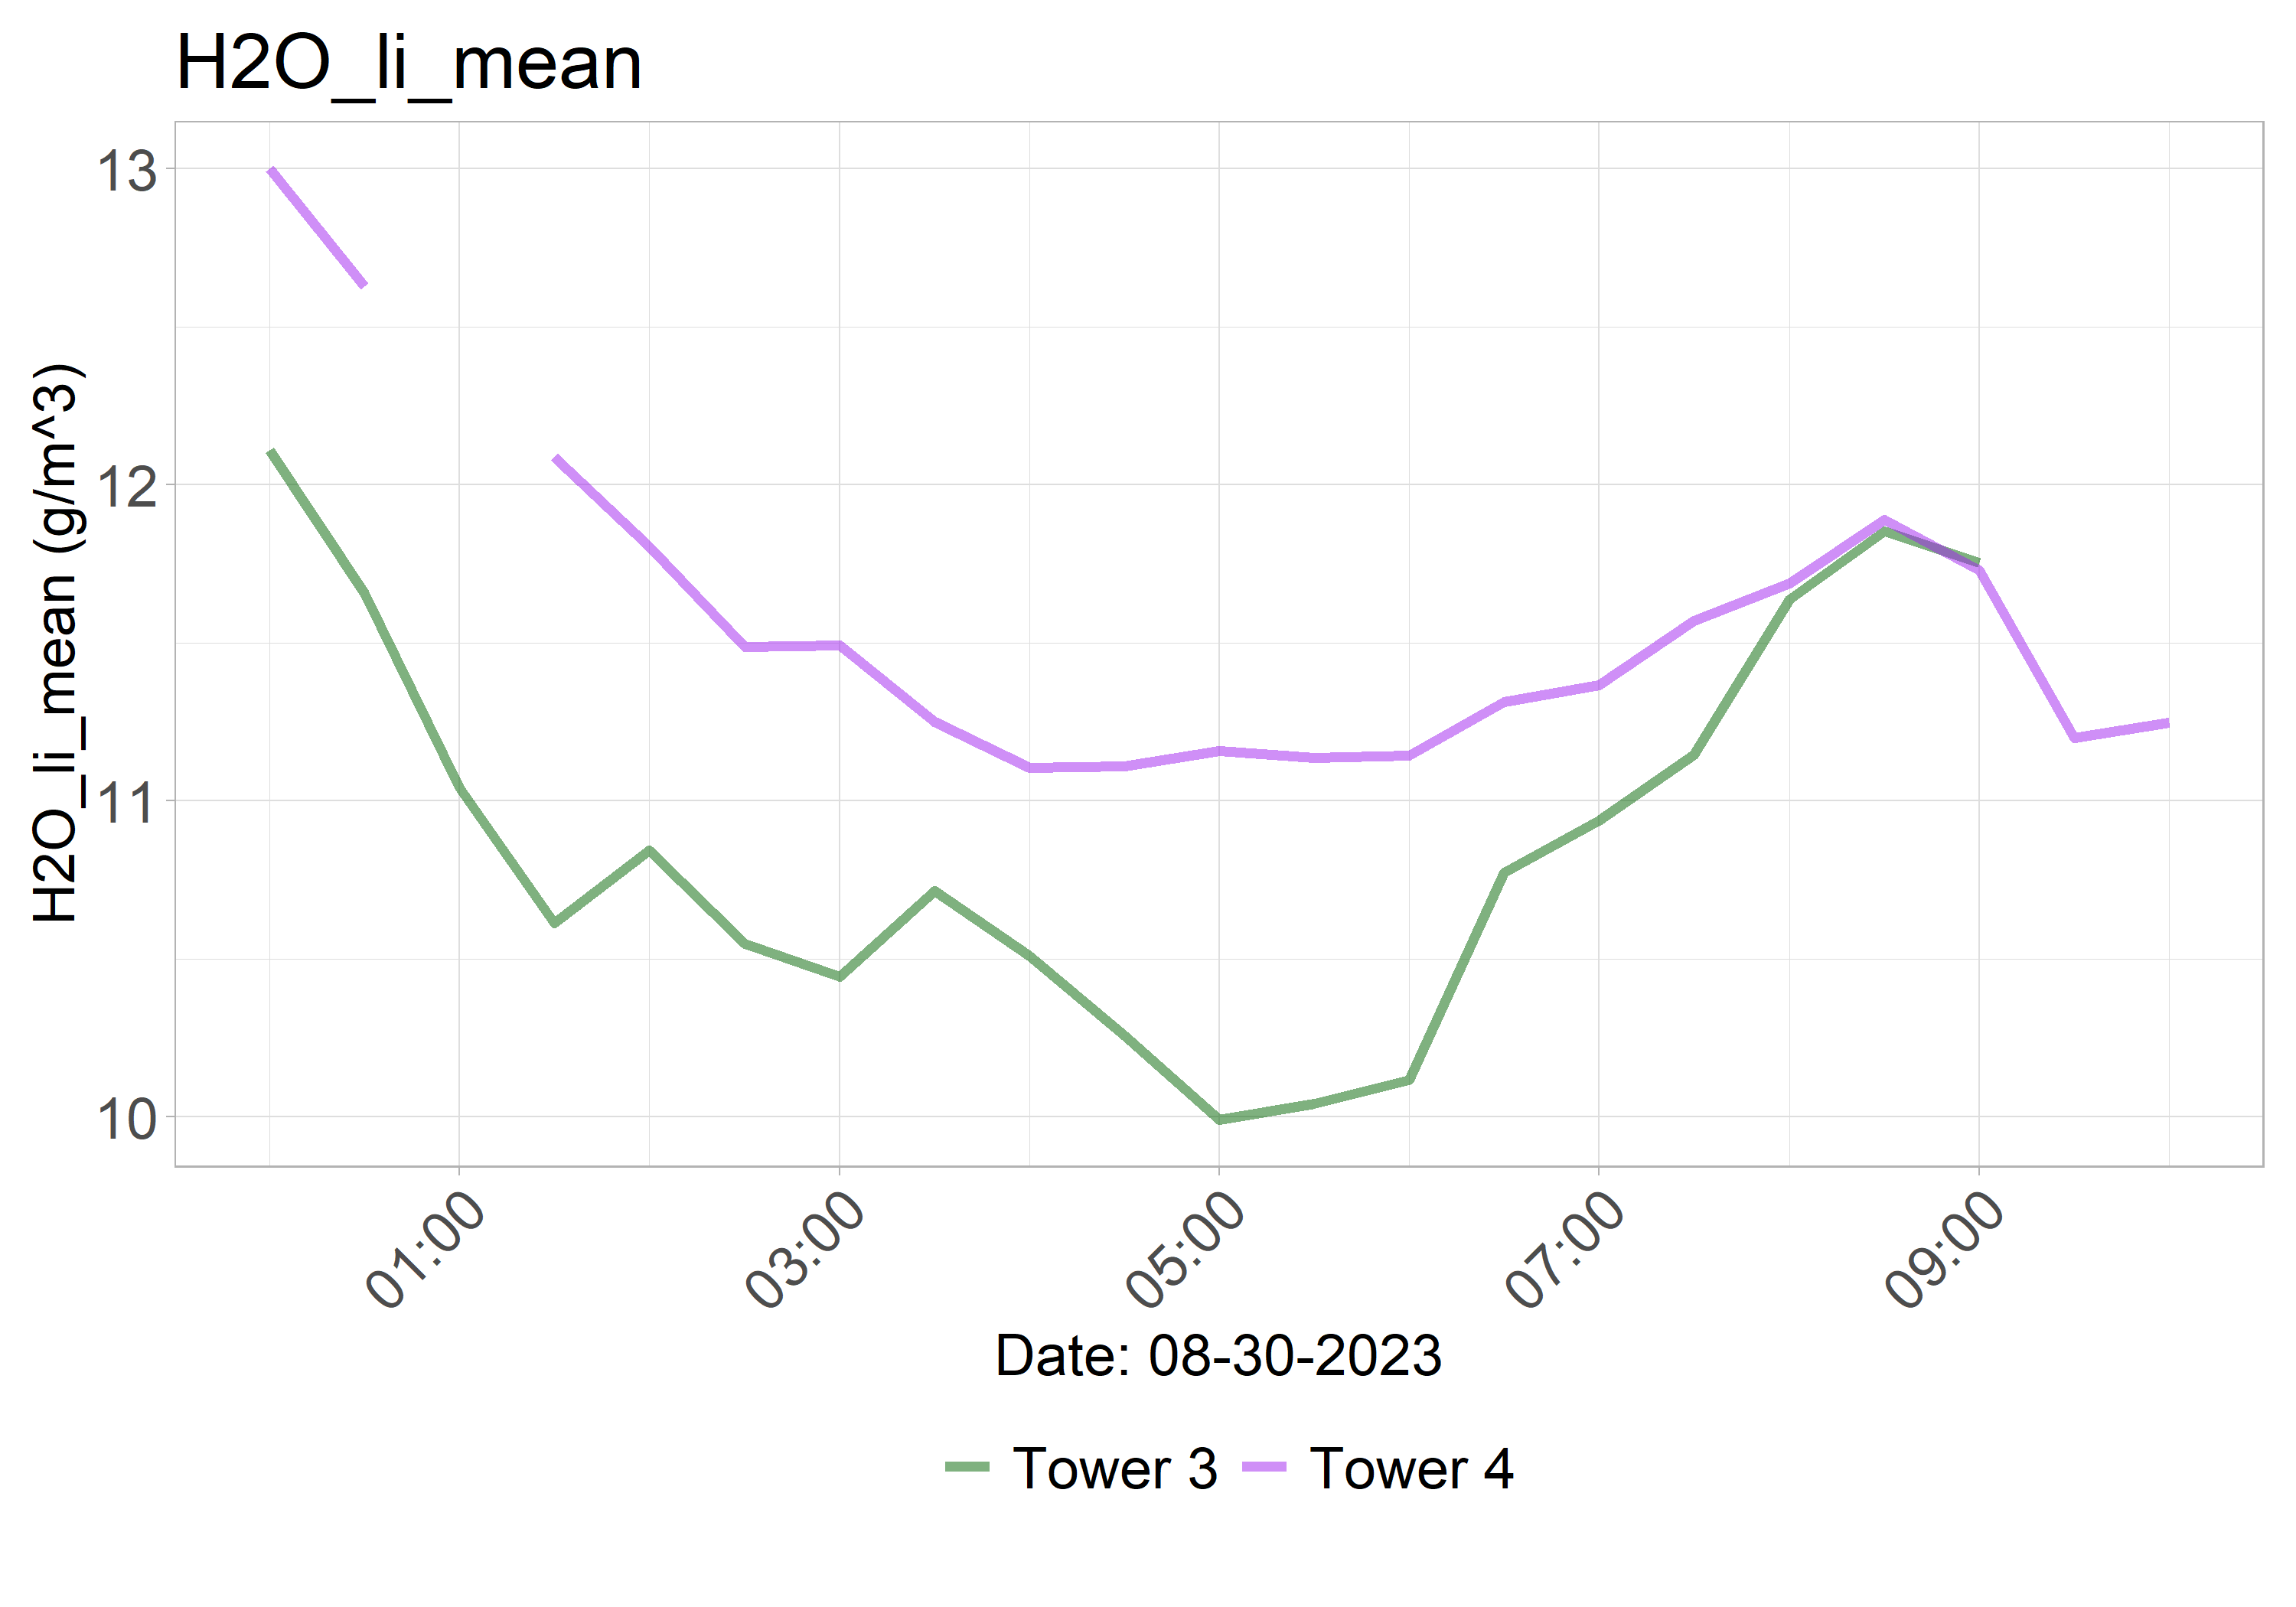 H2O_li_mean
H2O_li_mean (g/m^3)
13
12
11
10
01:00
03:00
05:00
07:00
09:00
Date: 08-30-2023
Tower 3
Tower 4